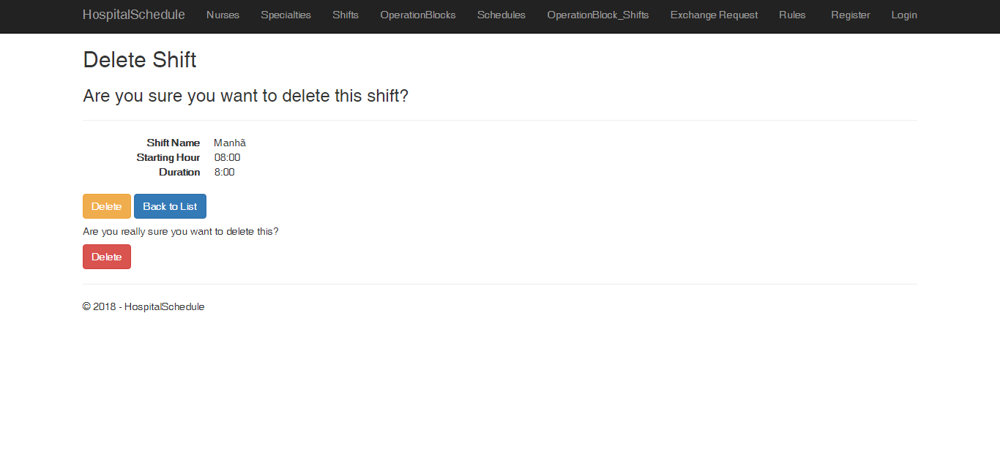 HospitalSchedule Nurses Specialties Shifts OperationBlocks Schedules OperationBlock_Shifts Exchange Request Rules Register Login
Delete Shift
Are you sure you want to delete this shift?
Shift Name Manhã
Starting Hour 08:00
Duration 8:00
Delete Back to List
Are you really sure you want to delete this?
Delete
© 2018 - HospitalSchedule